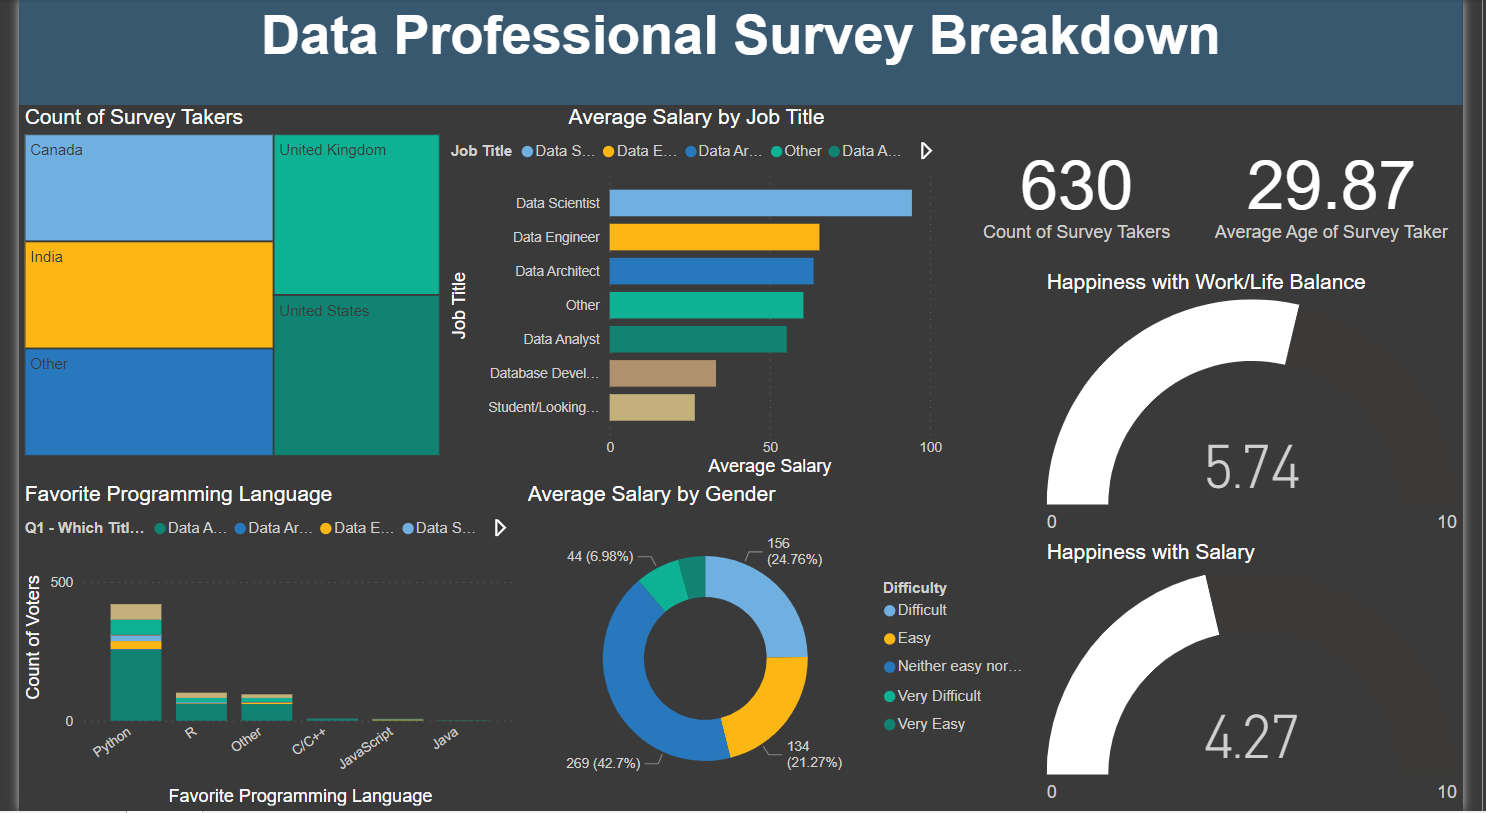 Data Professional Survey Breakdown
Count of Survey Takers
Canada
United Kingdom
India
United States
Other
Average Salary by Job Title
Job Title Data S... Data E... Data Ar... Other Data A...
Job Title
Data Scientist
Data Engineer
Data Architect
Other
Data Analyst
Database Devel...
Student/Looking...
0 50 100
Average Salary
630
Count of Survey Takers
29.87
Average Age of Survey Taker
Happiness with Work/Life Balance
5.74
0 10
Happiness with Salary
4.27
0 10
Favorite Programming Language
Q1 - Which Titl... Data A... Data Ar... Data E... Data S...
Count of Voters
500
0
Python R Other C/C++ JavaScript Java
Favorite Programming Language
Average Salary by Gender
156
(24.76%)
44 (6.98%)
269 (42.7%)
134
(21.27%)
Difficulty
Difficult
Easy
Neither easy nor...
Very Difficult
Very Easy